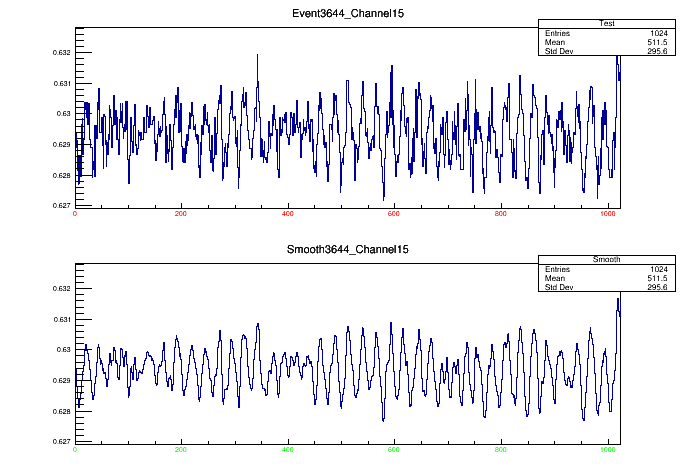 Event3644_Channel15
Test
Entries 1024
Mean 511.5
Std Dev 295.6
0.632
0.631
0.63
0.629
0.628
0.627
0 200 400 600 800 1000
Smooth3644_Channel15
Smooth
Entries 1024
Mean 511.5
Std Dev 295.6
0.632
0.631
0.63
0.629
0.628
0.627
0 200 400 600 800 1000